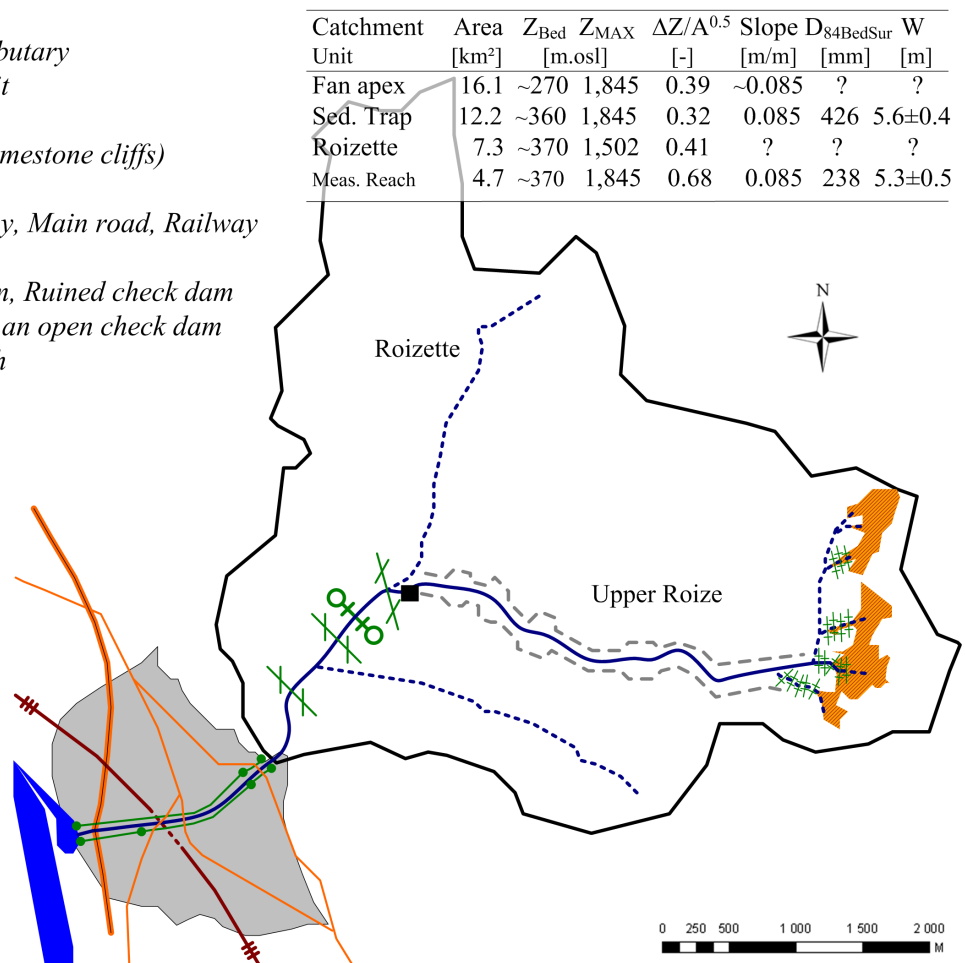 butary
it
mestone cliffs)
y, Main road, Railway
n, Ruined check dam
an open check dam
h
Catchment Area Z_Bed Z_MAX ΔZ/A^0.5 Slope D_84BedSur W
Unit [km²] [m.osl] [-] [m/m] [mm] [m]
Fan apex 16.1 ~270 1,845 0.39 ~0.085 ? ?
Sed. Trap 12.2 ~360 1,845 0.32 0.085 426 5.6±0.4
Roizette 7.3 ~370 1,502 0.41 ? ? ?
Meas. Reach 4.7 ~370 1,845 0.68 0.085 238 5.3±0.5
N
Roizette
Upper Roize
0 250 500 1 000 1 500 2 000
M